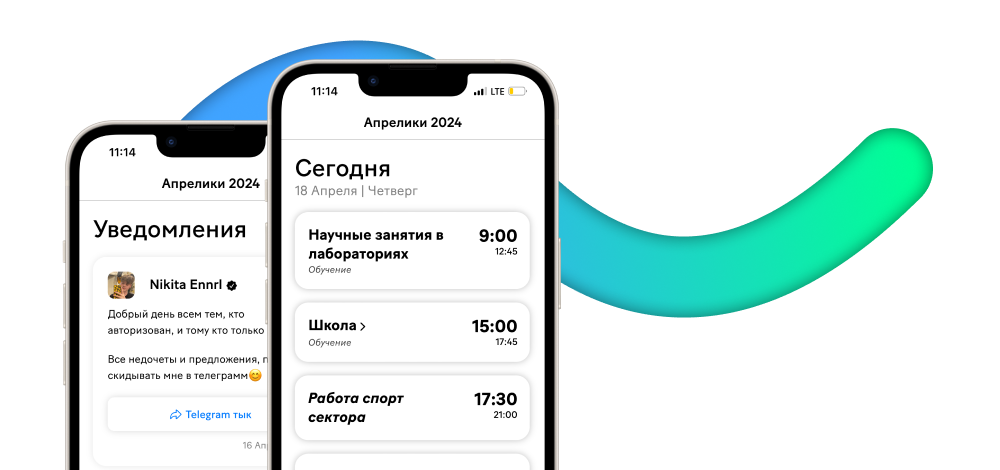 11:14
Апрелики 2024
Уведомления
Nikita Ennrl
Добрый день всем тем, кто
авторизован, и тому кто только
Все недочеты и предложения,
скидывать мне в телеграмм😊
Telegram тык
16
11:14
LTE
Апрелики 2024
Сегодня
18 Апреля | Четверг
Научные занятия в 9:00
лабораториях 12:45
Обучение
Школа > 15:00
Обучение 17:45
Работа спорт 17:30
сектора 21:00